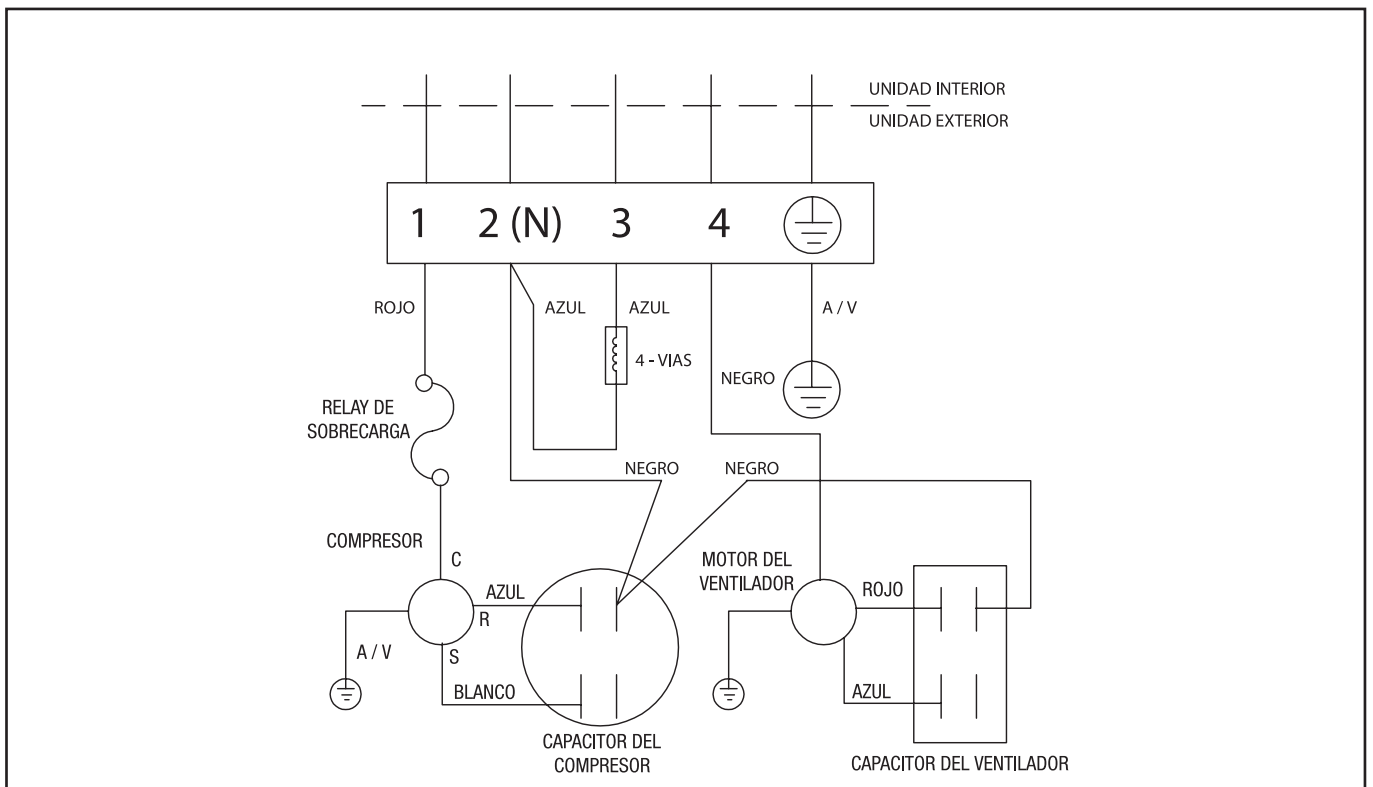 UNIDAD INTERIOR
UNIDAD EXTERIOR
1 2 (N) 3 4
ROJO
AZUL
AZUL
A / V
4 - VIAS
NEGRO
RELAY DE
SOBRECARGA
NEGRO
NEGRO
COMPRESOR
C
MOTOR DEL
VENTILADOR
AZUL
ROJO
R
A / V
S
BLANCO
AZUL
CAPACITOR DEL
COMPRESOR
CAPACITOR DEL VENTILADOR